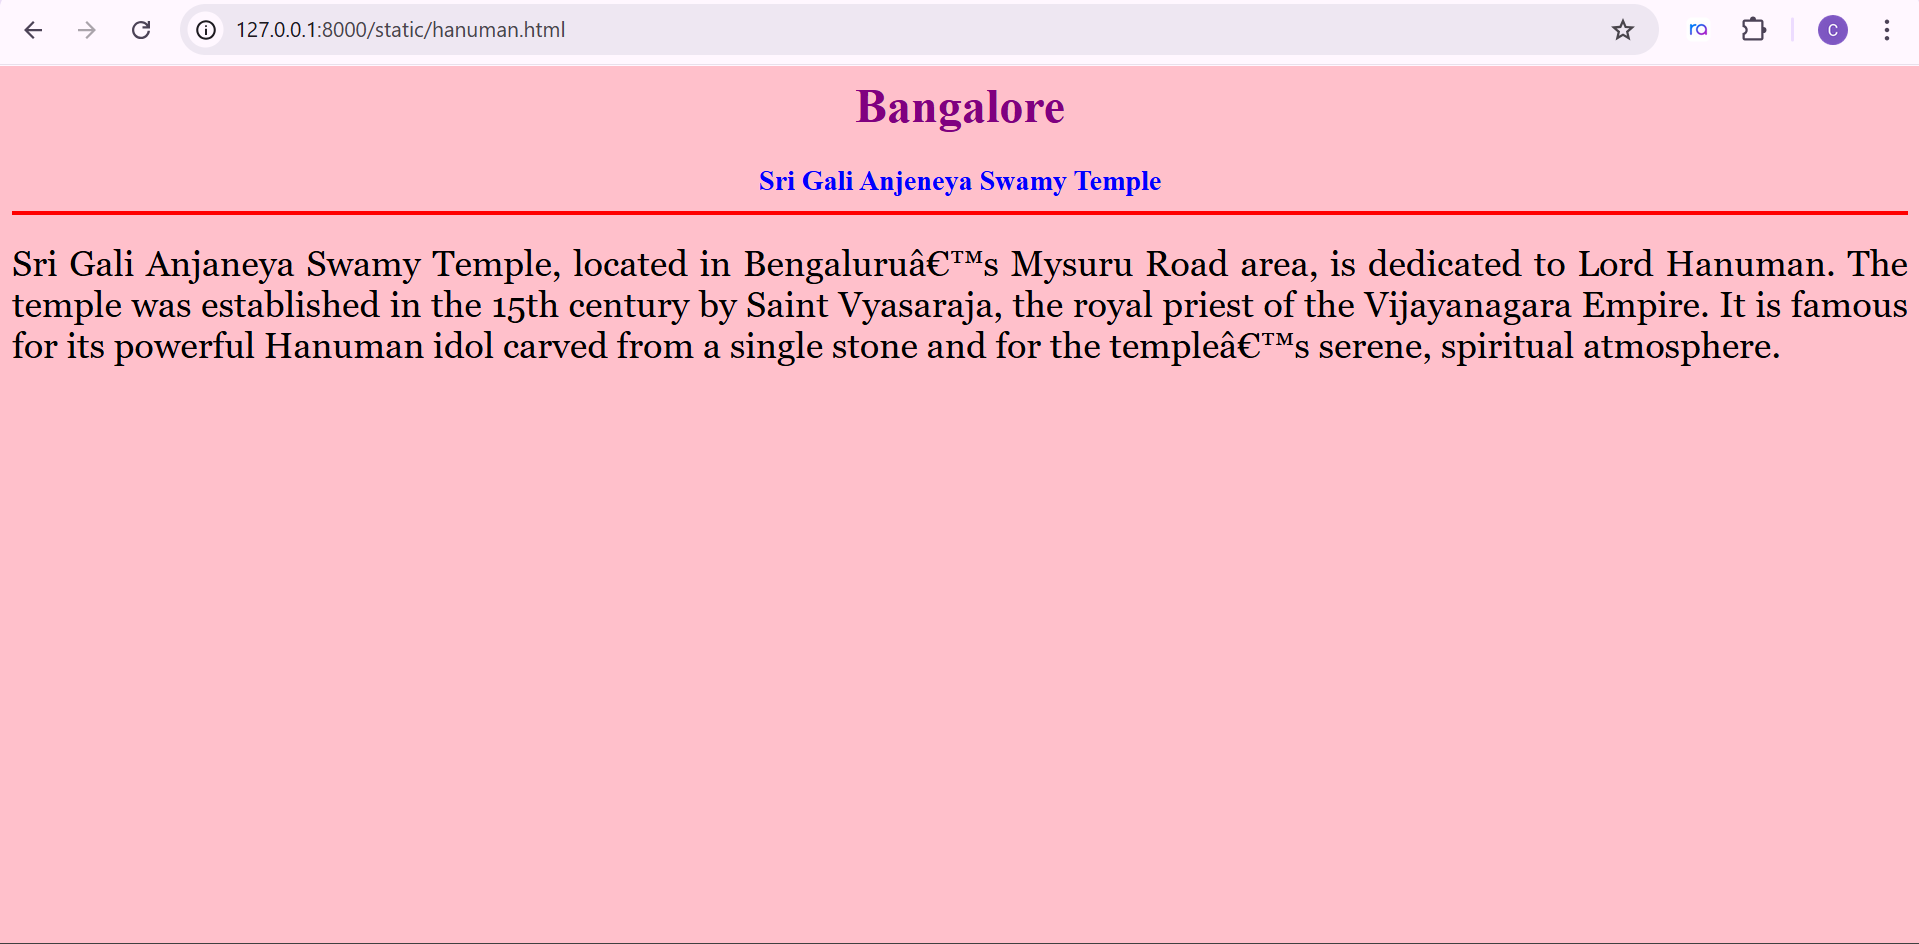 127.0.0.1:8000/static/hanuman.html
ra
C
Bangalore
Sri Gali Anjeneya Swamy Temple
Sri Gali Anjaneya Swamy Temple, located in Bengaluruâ€™s Mysuru Road area, is dedicated to Lord Hanuman. The
temple was established in the 15th century by Saint Vyasaraja, the royal priest of the Vijayanagara Empire. It is famous
for its powerful Hanuman idol carved from a single stone and for the templeâ€™s serene, spiritual atmosphere.